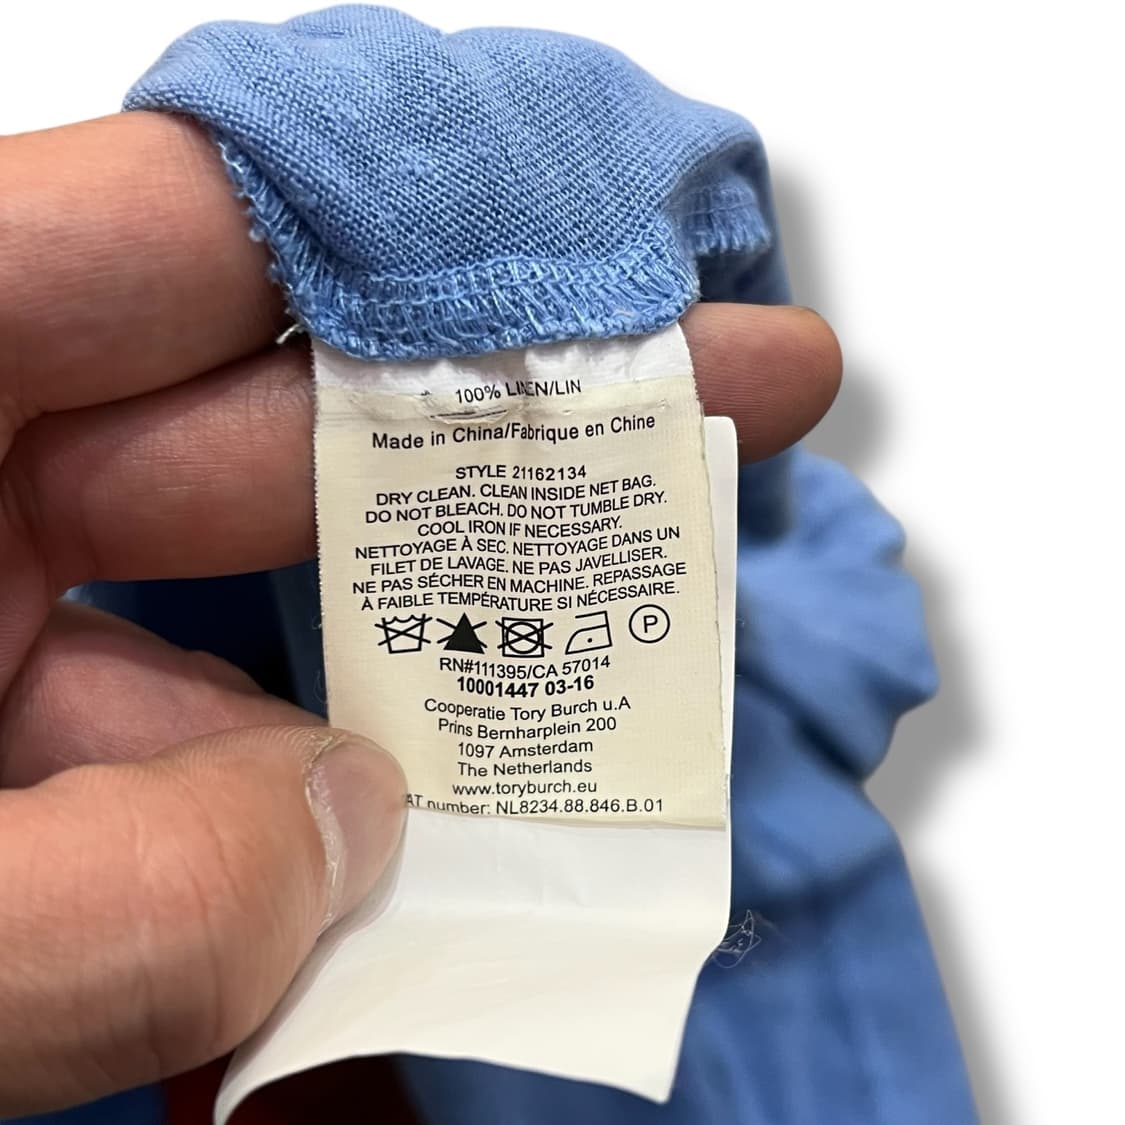 100% LINEN/LIN
Made in China/Fabrique en Chine
STYLE 21162134
DRY CLEAN. CLEAN INSIDE NET BAG.
DO NOT BLEACH. DO NOT TUMBLE DRY.
COOL IRON IF NECESSARY.
NETTOYAGE À SEC. NETTOYAGE DANS UN
FILET DE LAVAGE. NE PAS JAVELLISER.
NE PAS SÉCHER EN MACHINE. REPASSAGE
À FAIBLE TEMPÉRATURE SI NÉCESSAIRE.
P
RN#111395/CA 57014
10001447 03-16
Cooperatie Tory Burch u.A
Prins Bernharplein 200
1097 Amsterdam
The Netherlands
www.toryburch.eu
AT number: NL8234.88.846.B.01